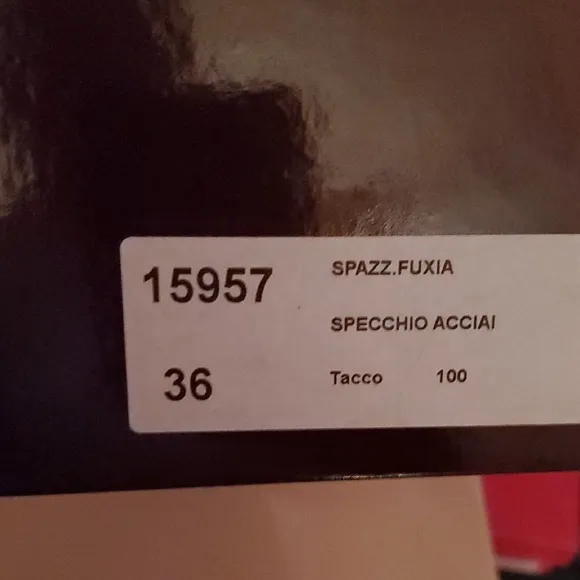 15957 SPAZZ.FUXIA
SPECCHIO ACCIAI
36 Tacco 100